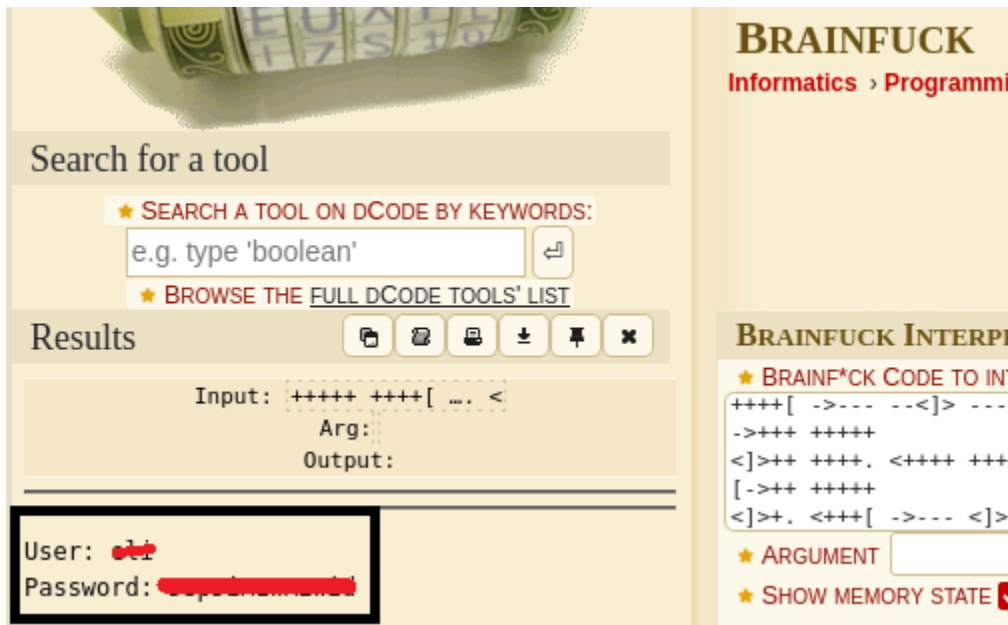 BRAINFUCK
Informatics › Programmi
Search for a tool
SEARCH A TOOL ON DCODE BY KEYWORDS:
e.g. type 'boolean'
BROWSE THE FULL DCODE TOOLS' LIST
Results
Input: +++++ ++++[ …. <
Arg:
Output:
User:
Password:
BRAINFUCK INTERP
BRAINF*CK CODE TO IN
++++[ ->--- --<]> ---
->+++ +++++
<]>++ ++++. <++++ +++
[->++ +++++
<]>+. <+++[ ->--- <]>
ARGUMENT
SHOW MEMORY STATE